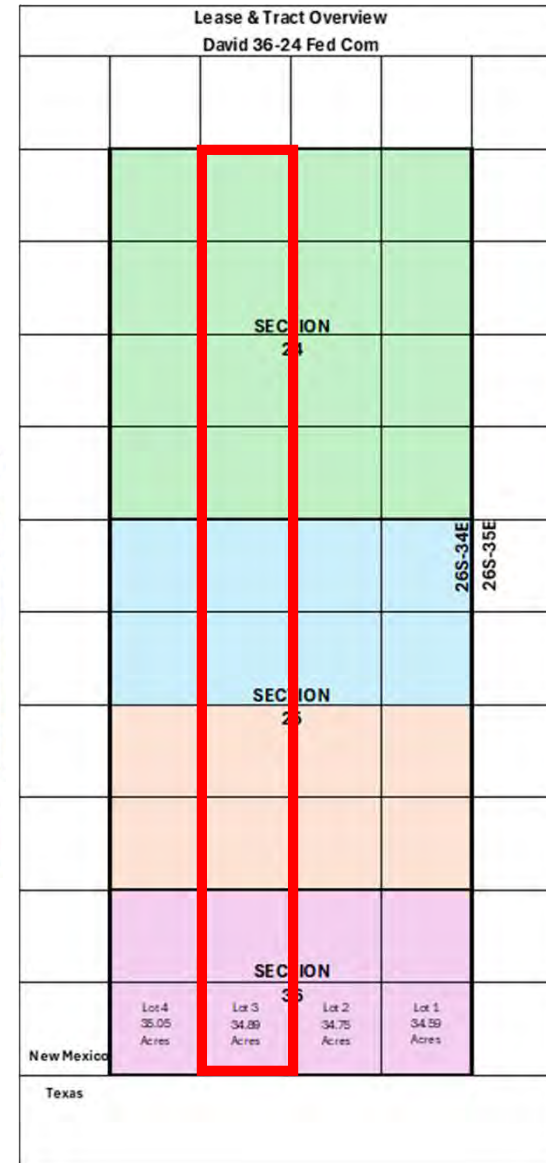 Lease & Tract Overview
David 36-24 Fed Com
SECTION
24
26S-34E
26S-35E
SECTION
25
SECTION
36
Lot 4
35.05
Acres
Lot 3
34.89
Acres
Lot 2
34.75
Acres
Lot 1
34.59
Acres
New Mexico
Texas